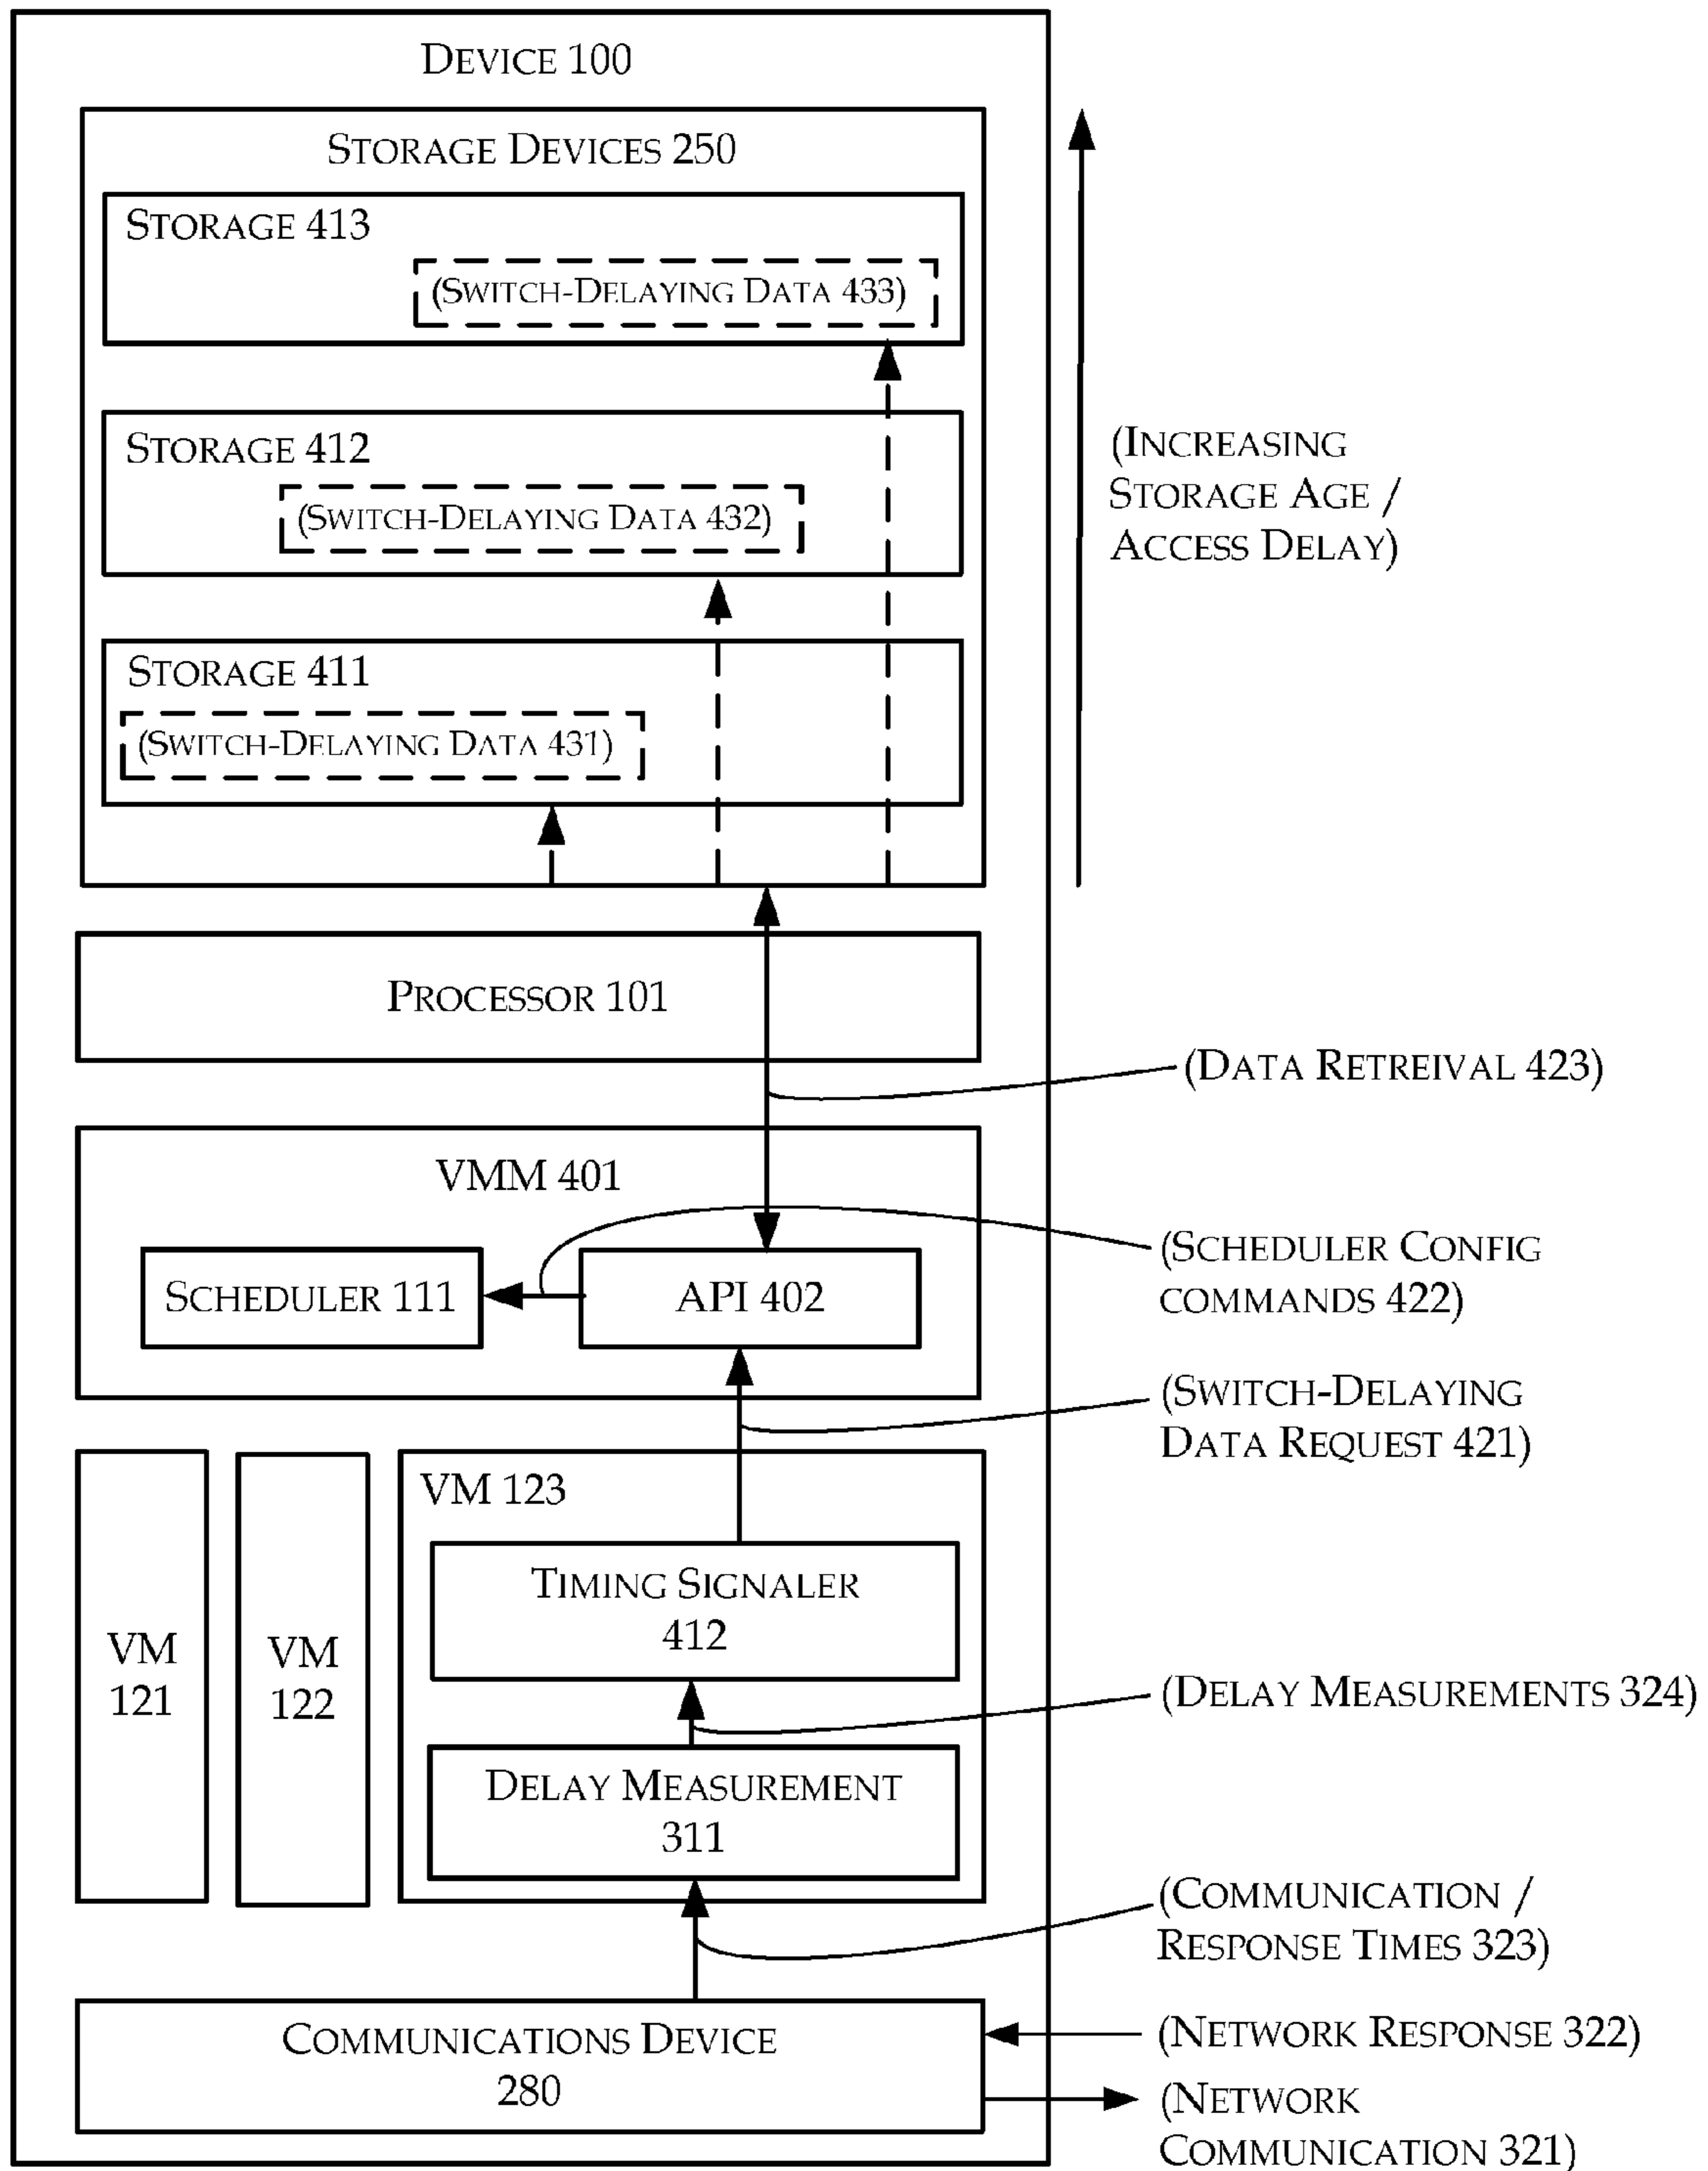 DEVICE 100
STORAGE DEVICES 250
STORAGE 413
(SWITCH-DELAYING DATA 433)
STORAGE 412
(SWITCH-DELAYING DATA 432)
STORAGE 411
(SWITCH-DELAYING DATA 431)
(INCREASING
STORAGE AGE /
ACCESS DELAY)
PROCESSOR 101
(DATA RETREIVAL 423)
VMM 401
SCHEDULER 111
API 402
(SCHEDULER CONFIG
COMMANDS 422)
(SWITCH-DELAYING
DATA REQUEST 421)
VM
121
VM
122
VM 123
TIMING SIGNALER
412
(DELAY MEASUREMENTS 324)
DELAY MEASUREMENT
311
(COMMUNICATION /
RESPONSE TIMES 323)
COMMUNICATIONS DEVICE
280
(NETWORK RESPONSE 322)
(NETWORK
COMMUNICATION 321)